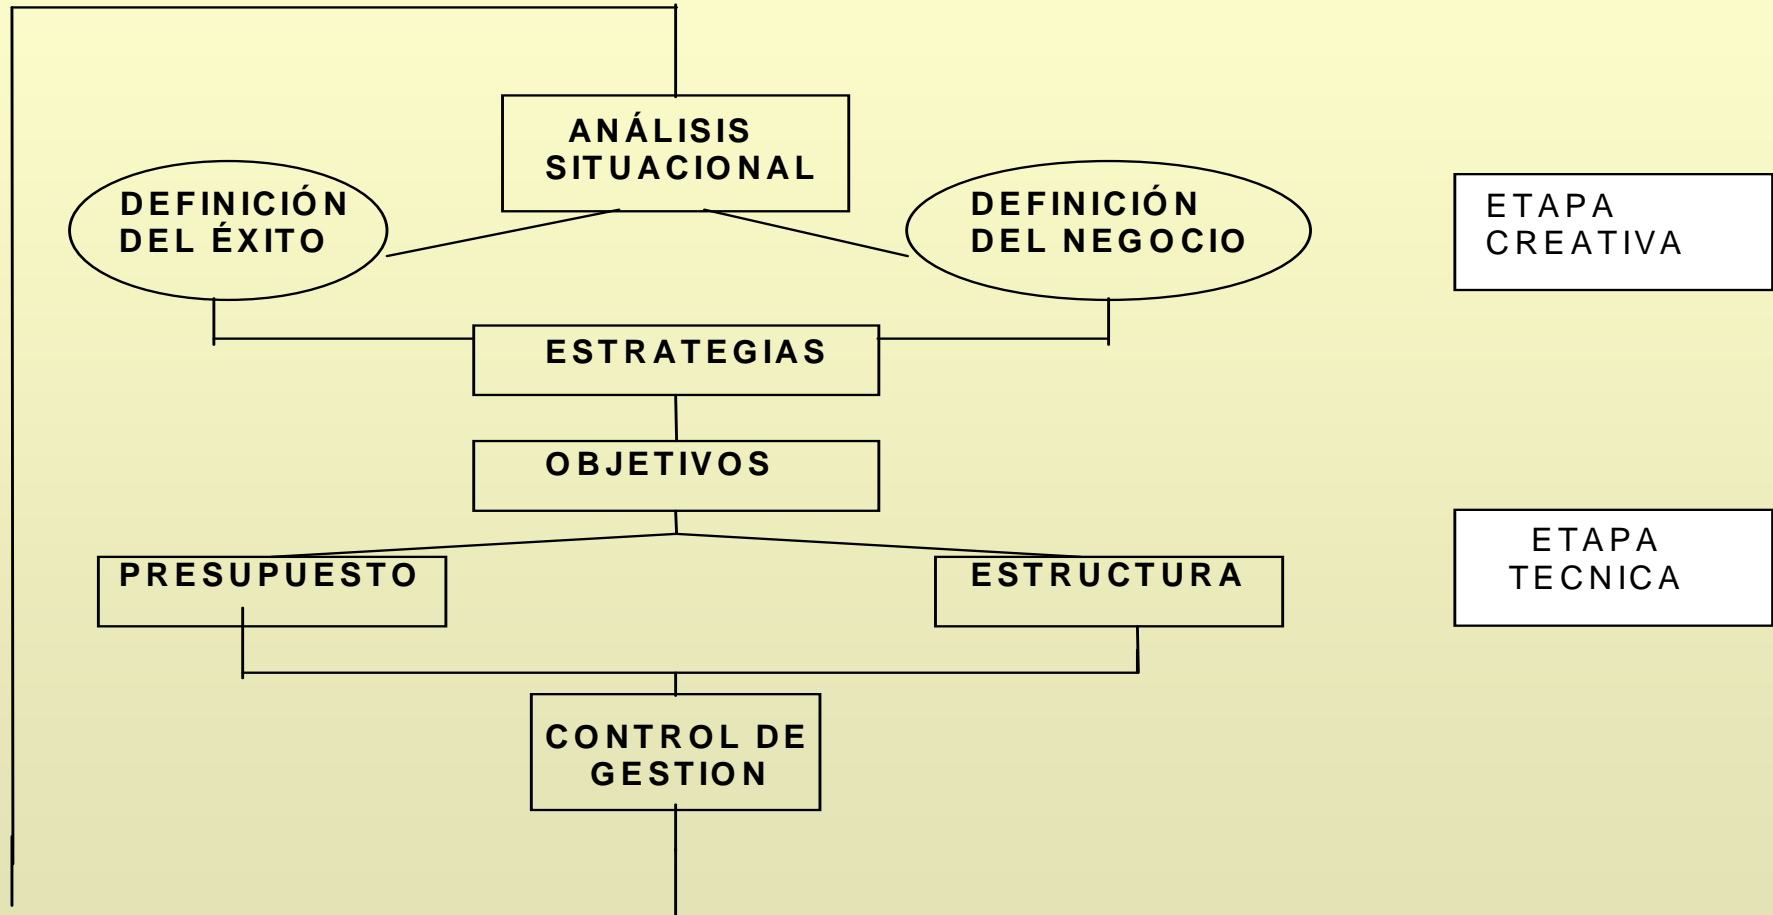 ANÁLISIS
SITUACIONAL
DEFINICIÓN
DEL ÉXITO
DEFINICIÓN
DEL NEGOCIO
ETAPA
CREATIVA
ESTRATEGIAS
OBJETIVOS
PRESUPUESTO
ESTRUCTURA
ETAPA
TECNICA
CONTROL DE
GESTION